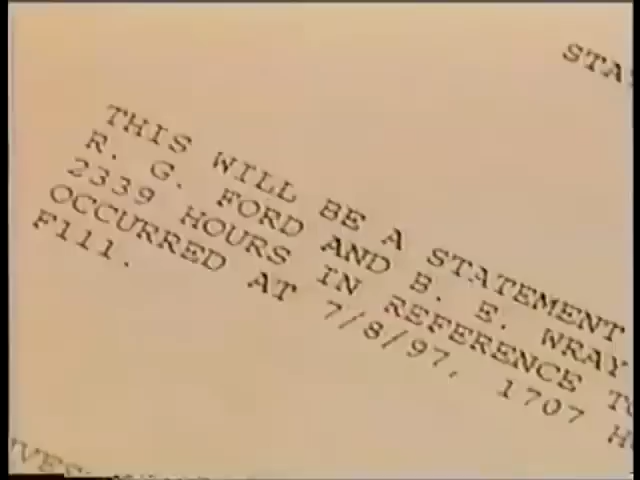 STA
THIS WILL BE A STATEMENT
R. G. FORD AND B. E. WRAY
2339 HOURS IN REFERENCE TO
OCCURRED AT 7/8/97, 1707 H
F111.